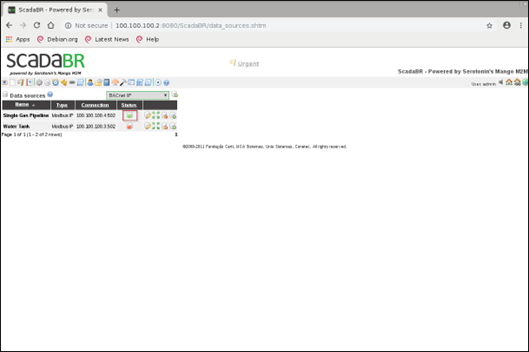 ScadaBR - Powered by Sero
Not secure
100.100.100.2:8080/ScadaBR/data_sources.shtm
Apps
Debian.org
Latest News
Help
SCADABR
powered by Serotonin's Mango M2M
Urgent
ScadaBR - Powered by Serotonin's Mango M2M
User: admin
Data sources
BACnet IP
Name
Type
Connection
Status
Single Gas Pipeline
Modbus IP
100.100.100.4:502
Water Tank
Modbus IP
100.100.100.3:502
Page 1 of 1 (1 - 2 of 2 rows)
1
©2009-2011 Fundação Certi, MCA Sistemas, Unis Sistemas, Conetec. All rights reserved.